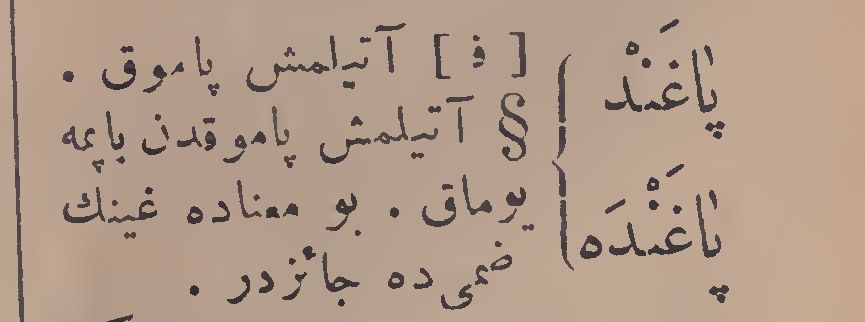 پاغَنْد
پاغَنْدَه
[ ف ] آتیلمش پاموق .
§ آتیلمش پاموقدن یاپمه
یوماق . بو معناده غینك
ضمی ده جائزدر .